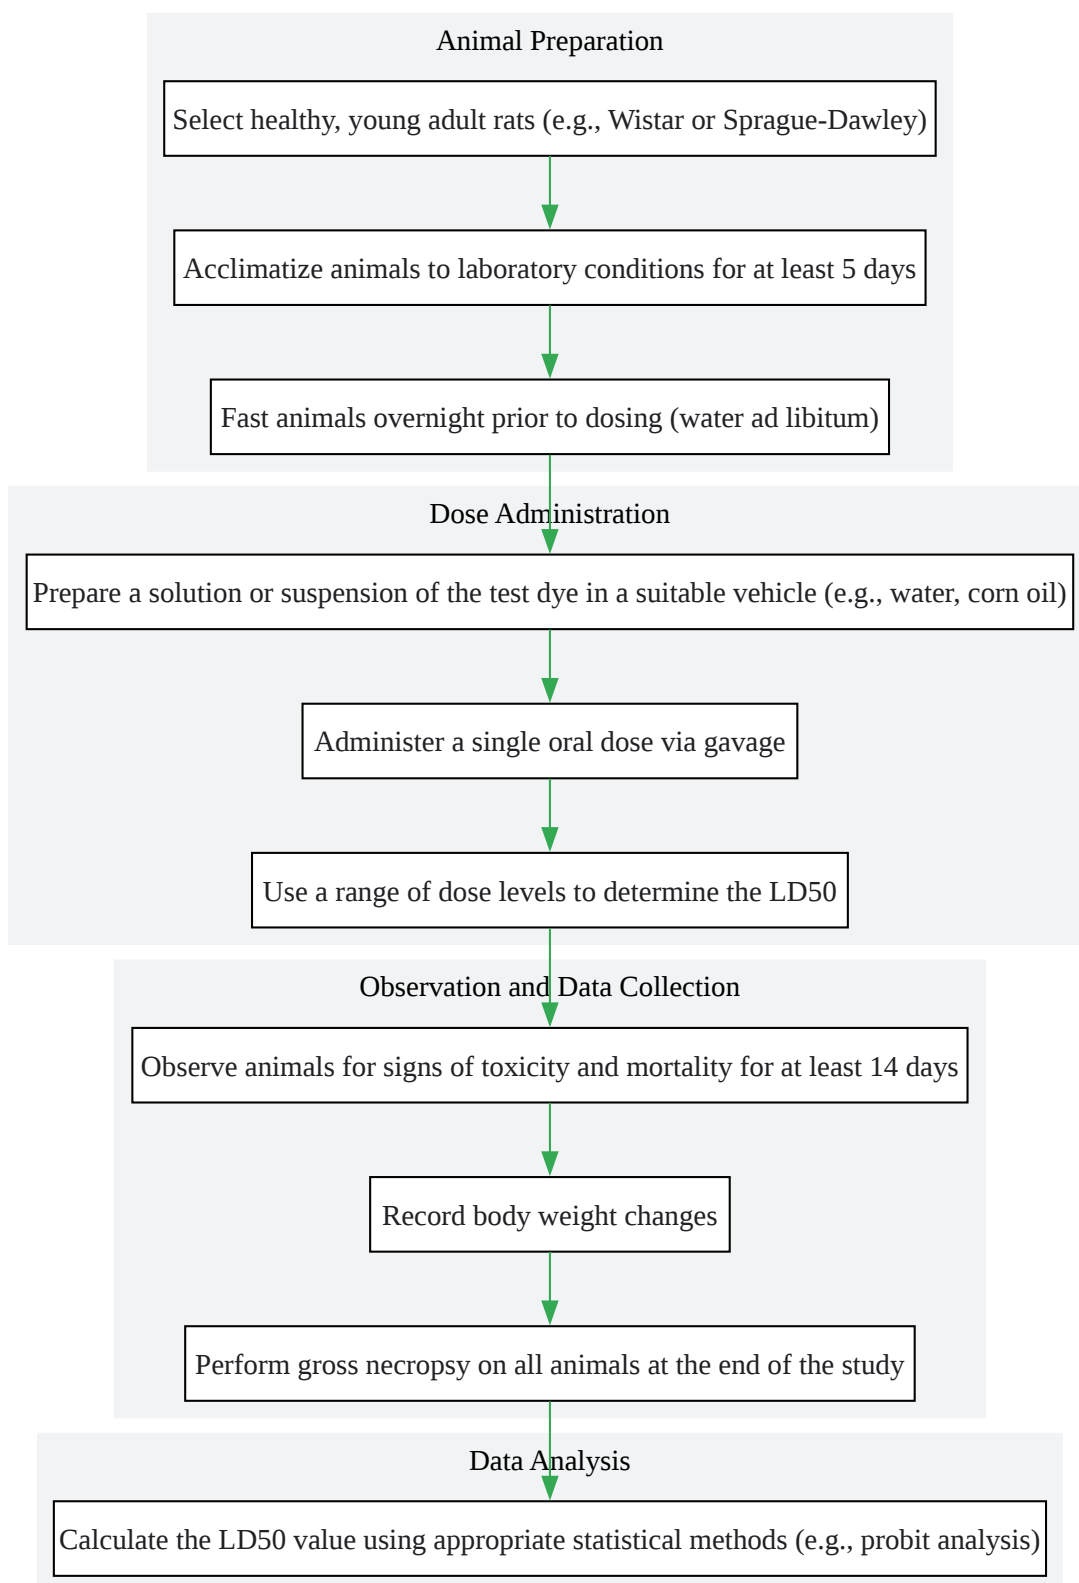 Animal Preparation
Select healthy, young adult rats (e.g., Wistar or Sprague-Dawley)
Acclimatize animals to laboratory conditions for at least 5 days
Fast animals overnight prior to dosing (water ad libitum)
Dose Administration
Prepare a solution or suspension of the test dye in a suitable vehicle (e.g., water, corn oil)
Administer a single oral dose via gavage
Use a range of dose levels to determine the LD50
Observation and Data Collection
Observe animals for signs of toxicity and mortality for at least 14 days
Record body weight changes
Perform gross necropsy on all animals at the end of the study
Data Analysis
Calculate the LD50 value using appropriate statistical methods (e.g., probit analysis)